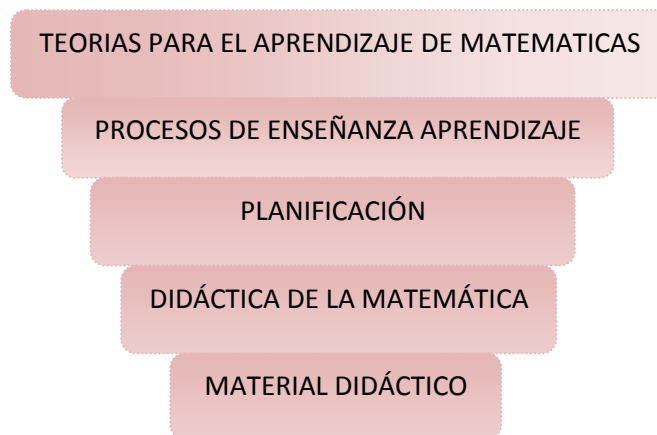 TEORIAS PARA EL APRENDIZAJE DE MATEMATICAS
PROCESOS DE ENSEÑANZA APRENDIZAJE
PLANIFICACIÓN
DIDÁCTICA DE LA MATEMÁTICA
MATERIAL DIDÁCTICO